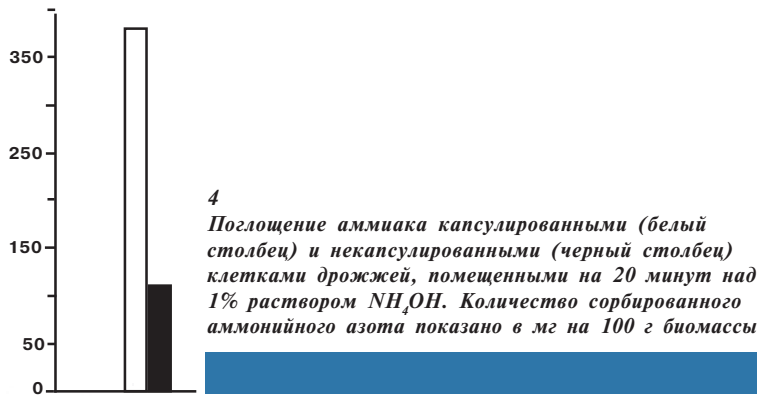 350
250
150
50
0
4
Поглощение аммиака капсулированными (белый
столбец) и некапсулированными (черный столбец)
клетками дрожжей, помещенными на 20 минут над
1% раствором NH₄OH. Количество сорбированного
аммонийного азота показано в мг на 100 г биомассы